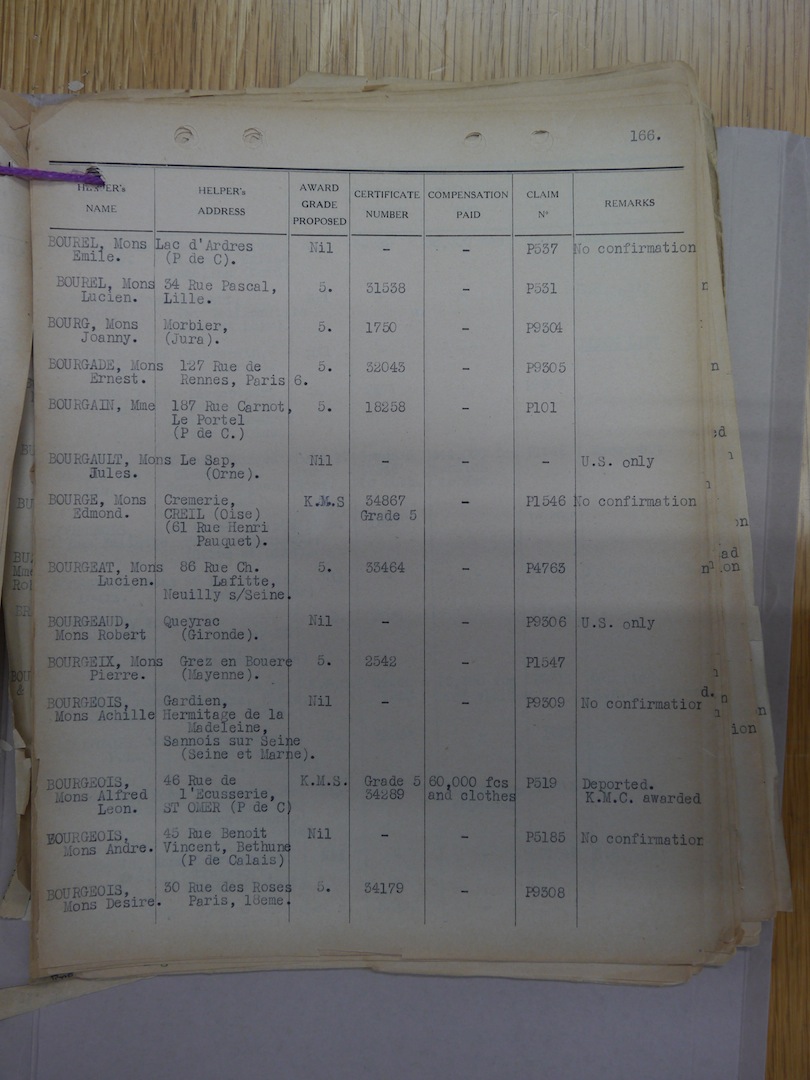 166.
HELPER's NAME | HELPER's ADDRESS | AWARD GRADE PROPOSED | CERTIFICATE NUMBER | COMPENSATION PAID | CLAIM Nº | REMARKS
BOUREL, Mons Lac d'Ardres Nil - - P537 No confirmation
Emile. (P de C).
BOUREL, Mons 34 Rue Pascal, 5. 31538 - P531
Lucien. Lille.
BOURG, Mons Morbier, 5. 1750 - P9304
Joanny. (Jura).
BOURGADE, Mons 127 Rue de 5. 32043 - P9305
Ernest. Rennes, Paris 6.
BOURGAIN, Mme 187 Rue Carnot, 5. 18258 - P101
Le Portel
(P de C.)
BOURGAULT, Mons Le Sap, Nil - - - U.S. only
Jules. (Orne).
BOURGE, Mons Cremerie, K.M.S 34867 - P1546 No confirmation
Edmond. CREIL (Oise) Grade 5
(61 Rue Henri
Pauquet).
BOURGEAT, Mons 86 Rue Ch. 5. 33464 - P4763
Lucien. Lafitte,
Neuilly s/Seine.
BOURGEAUD, Queyrac Nil - - P9306 U.S. only
Mons Robert (Gironde).
BOURGEIX, Mons Grez en Bouere 5. 2542 - P1547
Pierre. (Mayenne).
BOURGEOIS, Gardien, Nil - - P9309 No confirmation
Mons Achille Hermitage de la
Madeleine,
Sannois sur Seine
(Seine et Marne).
BOURGEOIS, 46 Rue de K.M.S. Grade 5 60,000 fcs P519 Deported.
Mons Alfred l'Ecusserie, 34289 and clothes K.M.C. awarded
Leon. ST OMER (P de C)
BOURGEOIS, 45 Rue Benoit Nil - - P5185 No confirmation
Mons Andre. Vincent, Bethune
(P de Calais)
BOURGEOIS, 30 Rue des Roses 5. 34179 - P9308
Mons Desire. Paris, 18eme.